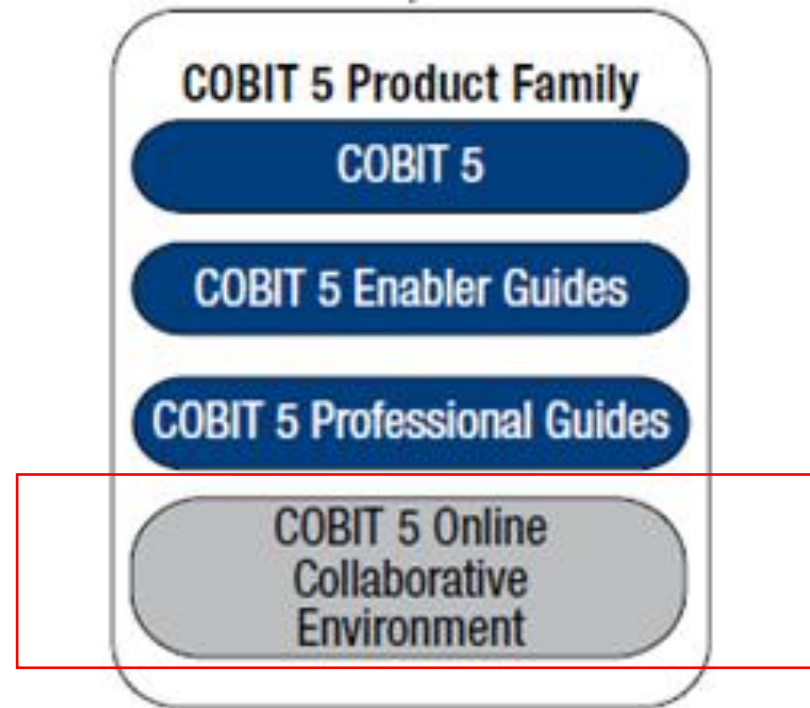 COBIT 5 Product Family
COBIT 5
COBIT 5 Enabler Guides
COBIT 5 Professional Guides
COBIT 5 Online
Collaborative
Environment